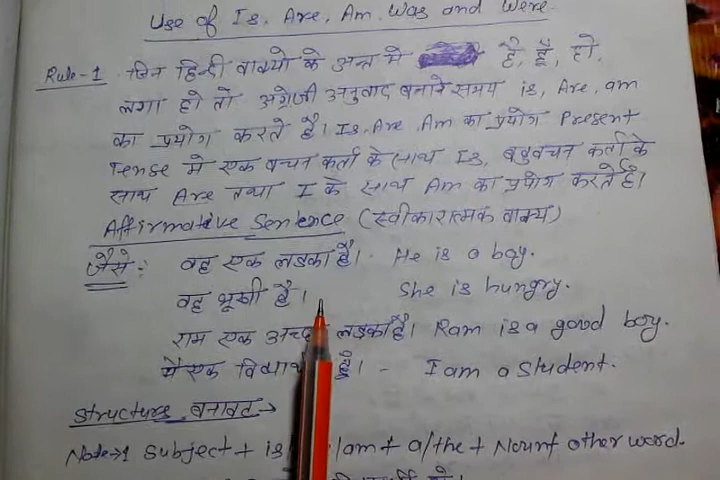 Use of Is, Are, Am, Was and Were
Rule-1. जिन हिन्दी वाक्यो के अन्त मे है, हूँ, हो,
लगा हो तो अंग्रेजी अनुवाद बनाते समय is, Are, am
का प्रयोग करते है। Is, Are, Am का प्रयोग Present
Tense मे एक वचन कर्ता के साथ Is, बहुवचन कर्ता के
साथ Are तथा I के साथ Am का प्रयोग करते है।
Affirmative Sentence (स्वीकारात्मक वाक्य)
जैसे: वह एक लडका है। He is a boy.
वह भूखी है। She is hungry.
राम एक लडका है। Ram is a good boy.
मै एक हूँ। - I am a student.
Structure बनावट →
Note→1 Subject + is am + a/the + Noun + other word.